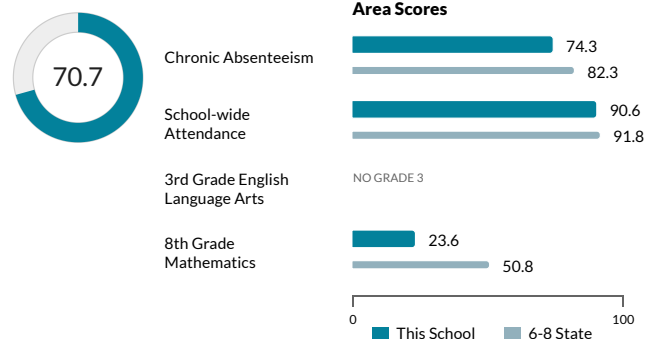 Area Scores
70.7
Chronic Absenteeism
74.3
82.3
School-wide
Attendance
90.6
91.8
3rd Grade English
Language Arts
NO GRADE 3
8th Grade
Mathematics
23.6
50.8
0
100
This School
6-8 State